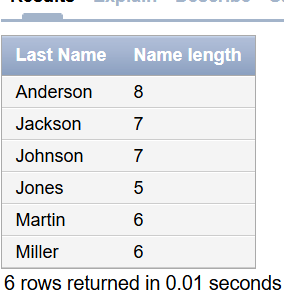 Results Explain Describe
Last Name Name length
Anderson 8
Jackson 7
Johnson 7
Jones 5
Martin 6
Miller 6
6 rows returned in 0.01 seconds